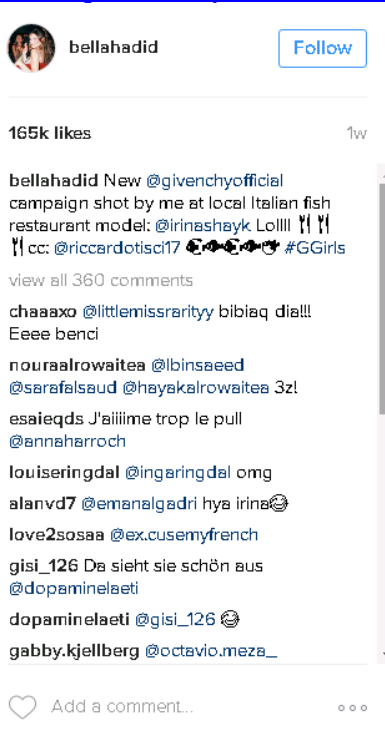 bellahadid
Follow
165k likes
1w
bellahadid New @givenchyofficial
campaign shot by me at local Italian fish
restaurant model: @irinashayk Lollll 🍴🍴
🍴 cc: @riccardotisci17 🐠🐟🐠🐟🐡 #GGirls
view all 360 comments
chaaaxo @littlemissrarityy bibiaq dia!!!
Eeee benci
nouraalrowaitea @lbinsaeed
@sarafalsaud @hayakalrowaitea 3z!
esaieqds J'aiiiime trop le pull
@annaharroch
louiseringdal @ingaringdal omg
alanvd7 @emanalgadri hya irina😂
love2sosaa @ex.cusemyfrench
gisi_126 Da sieht sie schön aus
@dopaminelaeti
dopaminelaeti @gisi_126 😂
gabby.kjellberg @octavio.meza_
Add a comment...